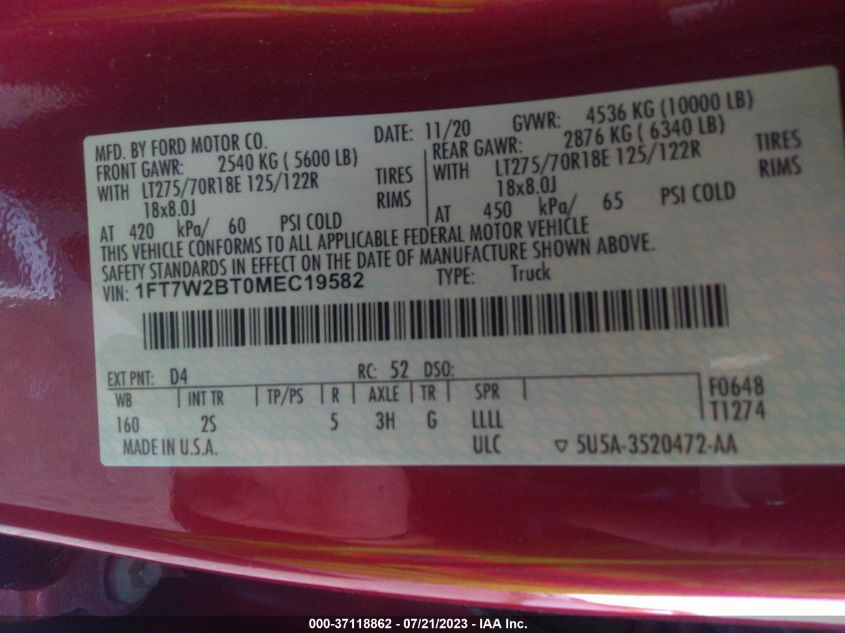 MFD. BY FORD MOTOR CO. DATE: 11/20 GVWR: 4536 KG (10000 LB)
FRONT GAWR: 2540 KG ( 5600 LB) REAR GAWR: 2876 KG ( 6340 LB)
WITH LT275/70R18E 125/122R TIRES WITH LT275/70R18E 125/122R TIRES
18x8.0J RIMS 18x8.0J RIMS
AT 420 kPa/ 60 PSI COLD AT 450 kPa/ 65 PSI COLD
THIS VEHICLE CONFORMS TO ALL APPLICABLE FEDERAL MOTOR VEHICLE
SAFETY STANDARDS IN EFFECT ON THE DATE OF MANUFACTURE SHOWN ABOVE.
VIN: 1FT7W2BT0MEC19582 TYPE: Truck
EXT PNT: D4 RC: 52 DSO:
WB INT TR TP/PS R AXLE TR SPR F0648
160 2S 5 3H G LLLL T1274
MADE IN U.S.A. ULC ▽ 5U5A-3520472-AA
000-37118862 - 07/21/2023 - IAA Inc.